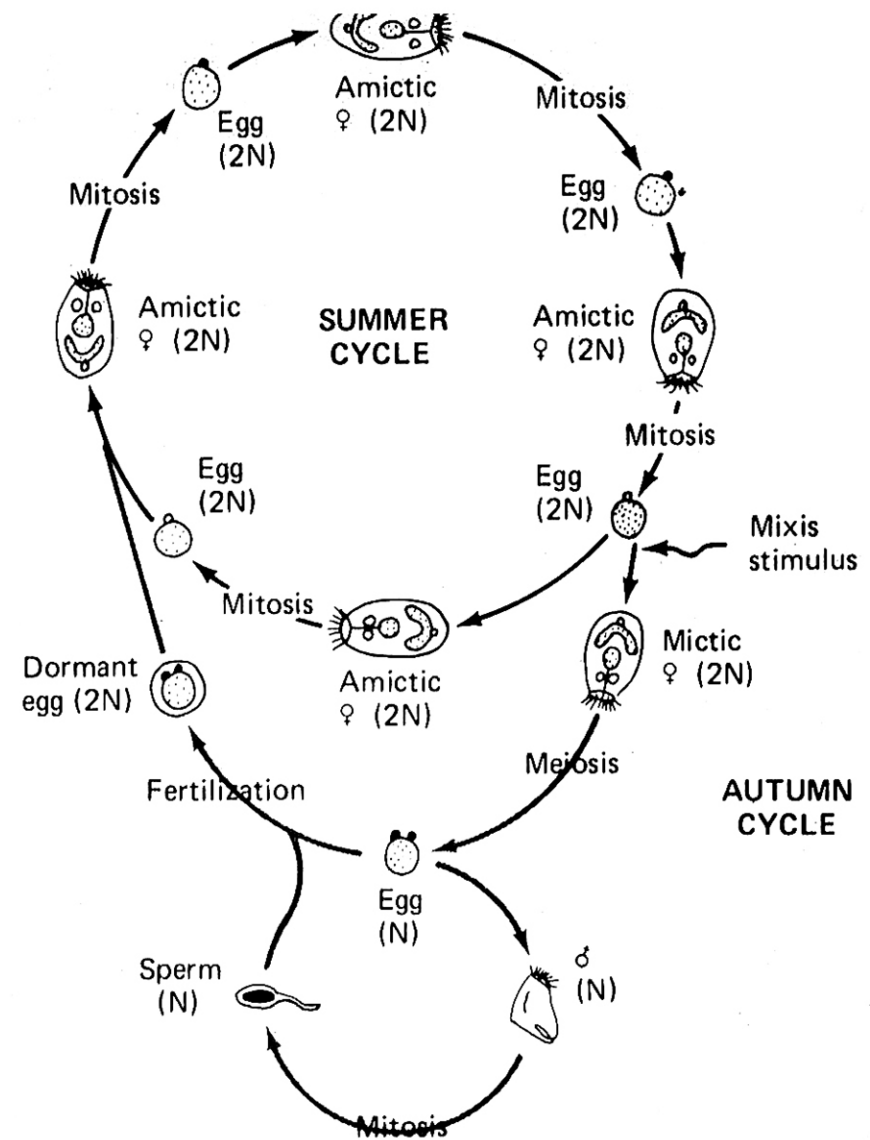 Amictic
♀ (2N)
Mitosis
Egg
(2N)
Mitosis
Egg
(2N)
Amictic
♀ (2N)
SUMMER
CYCLE
Amictic
♀ (2N)
Mitosis
Egg
(2N)
Egg
(2N)
Mixis
stimulus
Mitosis
Amictic
♀ (2N)
Mictic
♀ (2N)
Dormant
egg (2N)
Meiosis
Fertilization
AUTUMN
CYCLE
Egg
(N)
Sperm
(N)
♂
(N)
Mitosis